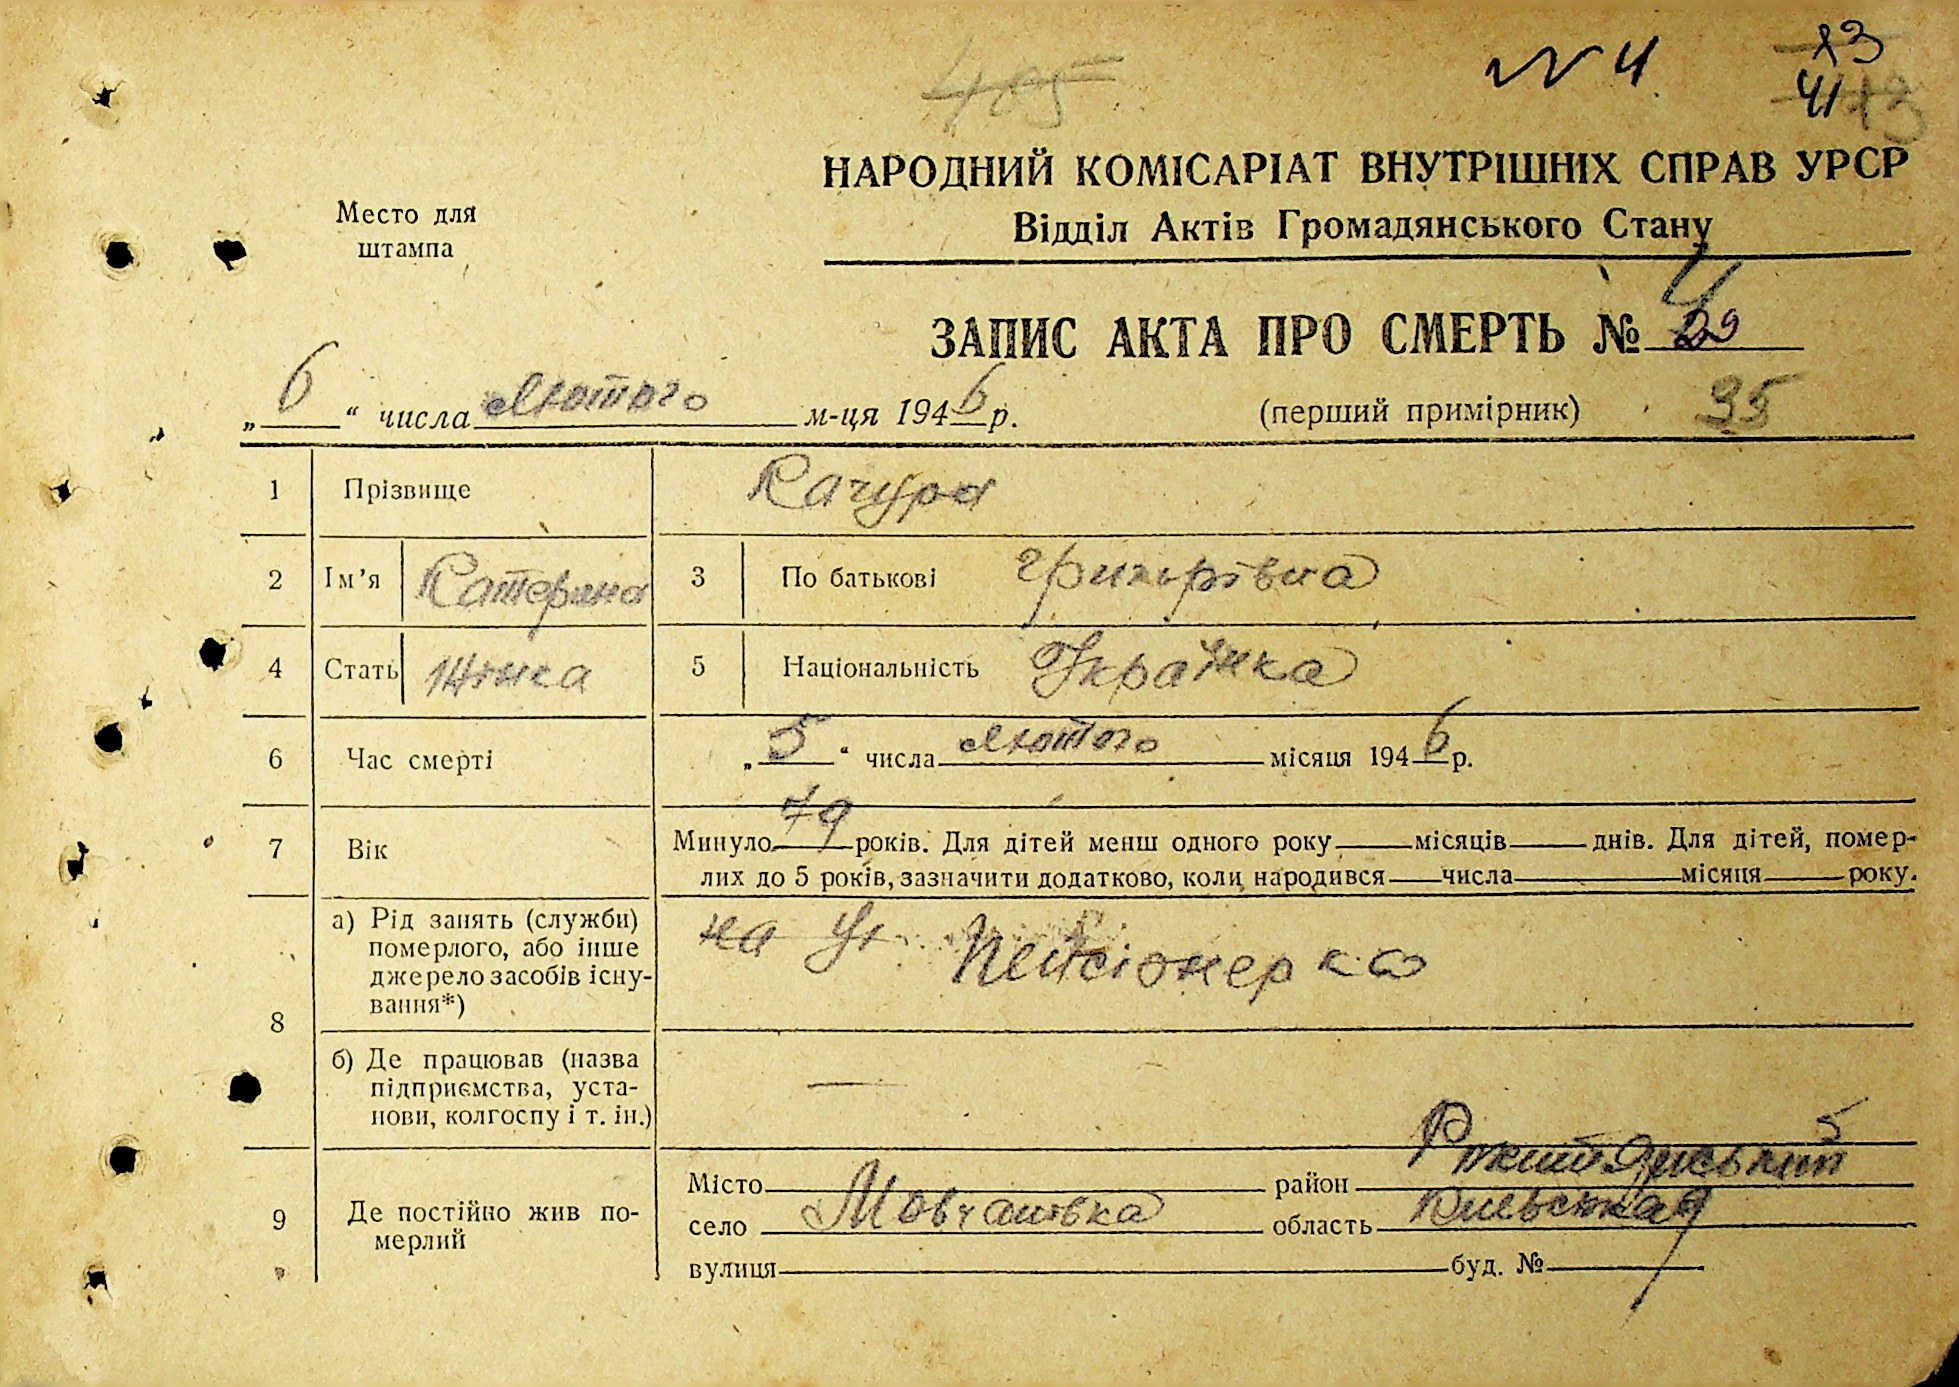 405
№ 4
23
41
13
НАРОДНИЙ КОМІСАРІАТ ВНУТРІШНІХ СПРАВ УРСР
Место для штампа
Відділ Актів Громадянського Стану
ЗАПИС АКТА ПРО СМЕРТЬ № 4
„6“ числа Лютого м-ця 1946 р. (перший примірник) 35
1 Прізвище Качура
2 Ім’я Катерина 3 По батькові Григорівна
4 Стать Жінка 5 Національність Українка
6 Час смерті „5“ числа Лютого місяця 1946 р.
7 Вік Минуло 79 років. Для дітей менш одного року місяців днів. Для дітей, помер-
лих до 5 років, зазначити додатково, коли народився числа місяця року.
8 а) Рід занять (служби)
померлого, або інше
джерело засобів існу-
вання*)
на Пенсіонерка
б) Де працював (назва
підприємства, уста-
нови, колгоспу і т. ін.) —
9 Де постійно жив по-
мерлий
Місто район Рокитянський
село Мовчанівка область Київська
вулиця буд. №